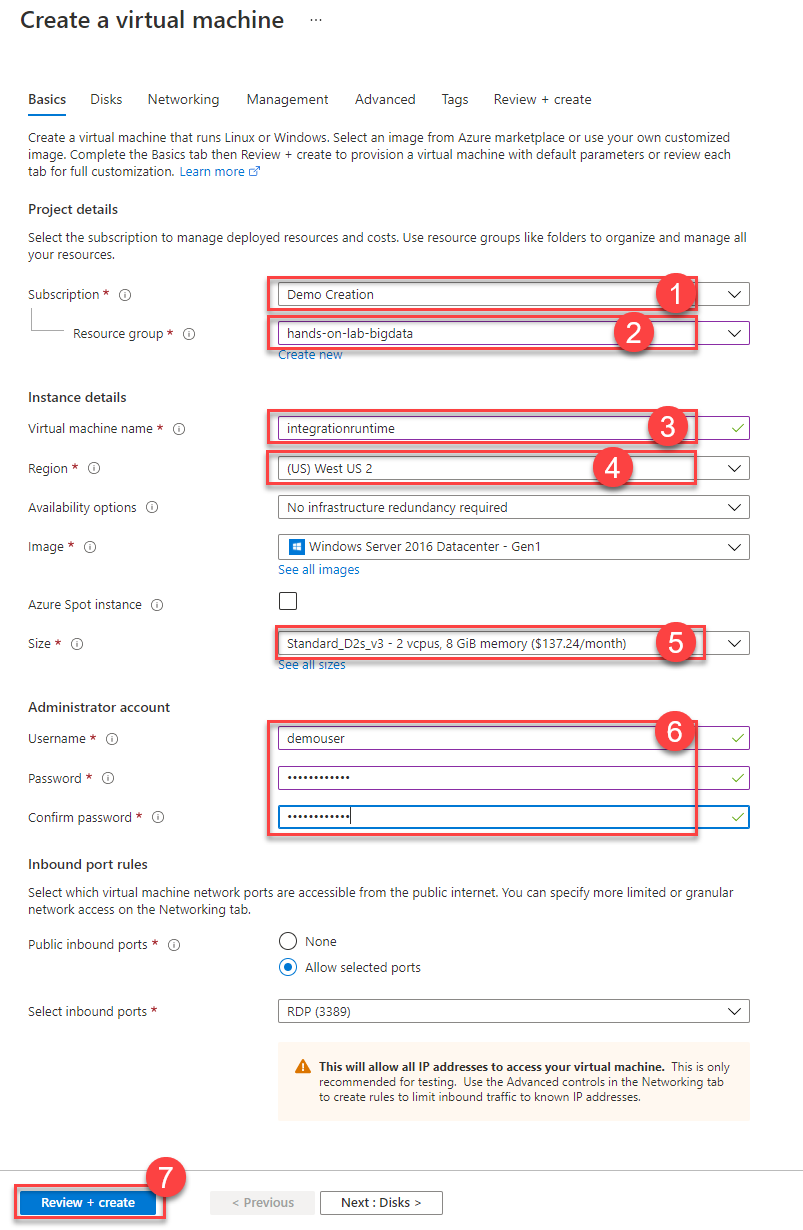 Create a virtual machine ...
Basics Disks Networking Management Advanced Tags Review + create
Create a virtual machine that runs Linux or Windows. Select an image from Azure marketplace or use your own customized
image. Complete the Basics tab then Review + create to provision a virtual machine with default parameters or review each
tab for full customization. Learn more
Project details
Select the subscription to manage deployed resources and costs. Use resource groups like folders to organize and manage all
your resources.
Subscription * Demo Creation 1
Resource group * hands-on-lab-bigdata 2
Create new
Instance details
Virtual machine name * integrationruntime 3
Region * (US) West US 2 4
Availability options No infrastructure redundancy required
Image * Windows Server 2016 Datacenter - Gen1
See all images
Azure Spot instance
Size * Standard_D2s_v3 - 2 vcpus, 8 GiB memory ($137.24/month) 5
See all sizes
Administrator account
Username * demouser 6
Password * ••••••••••••
Confirm password * ••••••••••••
Inbound port rules
Select which virtual machine network ports are accessible from the public internet. You can specify more limited or granular
network access on the Networking tab.
Public inbound ports * None
Allow selected ports
Select inbound ports * RDP (3389)
This will allow all IP addresses to access your virtual machine. This is only
recommended for testing. Use the Advanced controls in the Networking tab
to create rules to limit inbound traffic to known IP addresses.
7
Review + create < Previous Next : Disks >